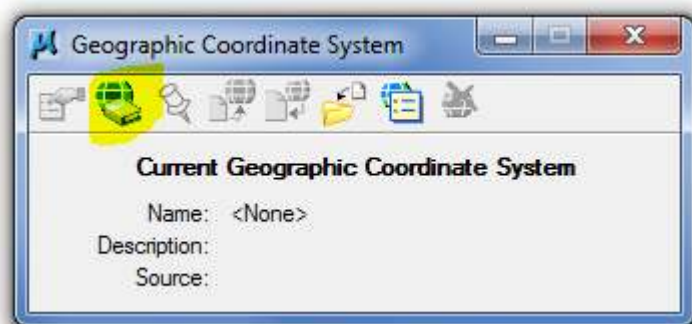 Geographic Coordinate System
Current Geographic Coordinate System
Name: <None>
Description:
Source: